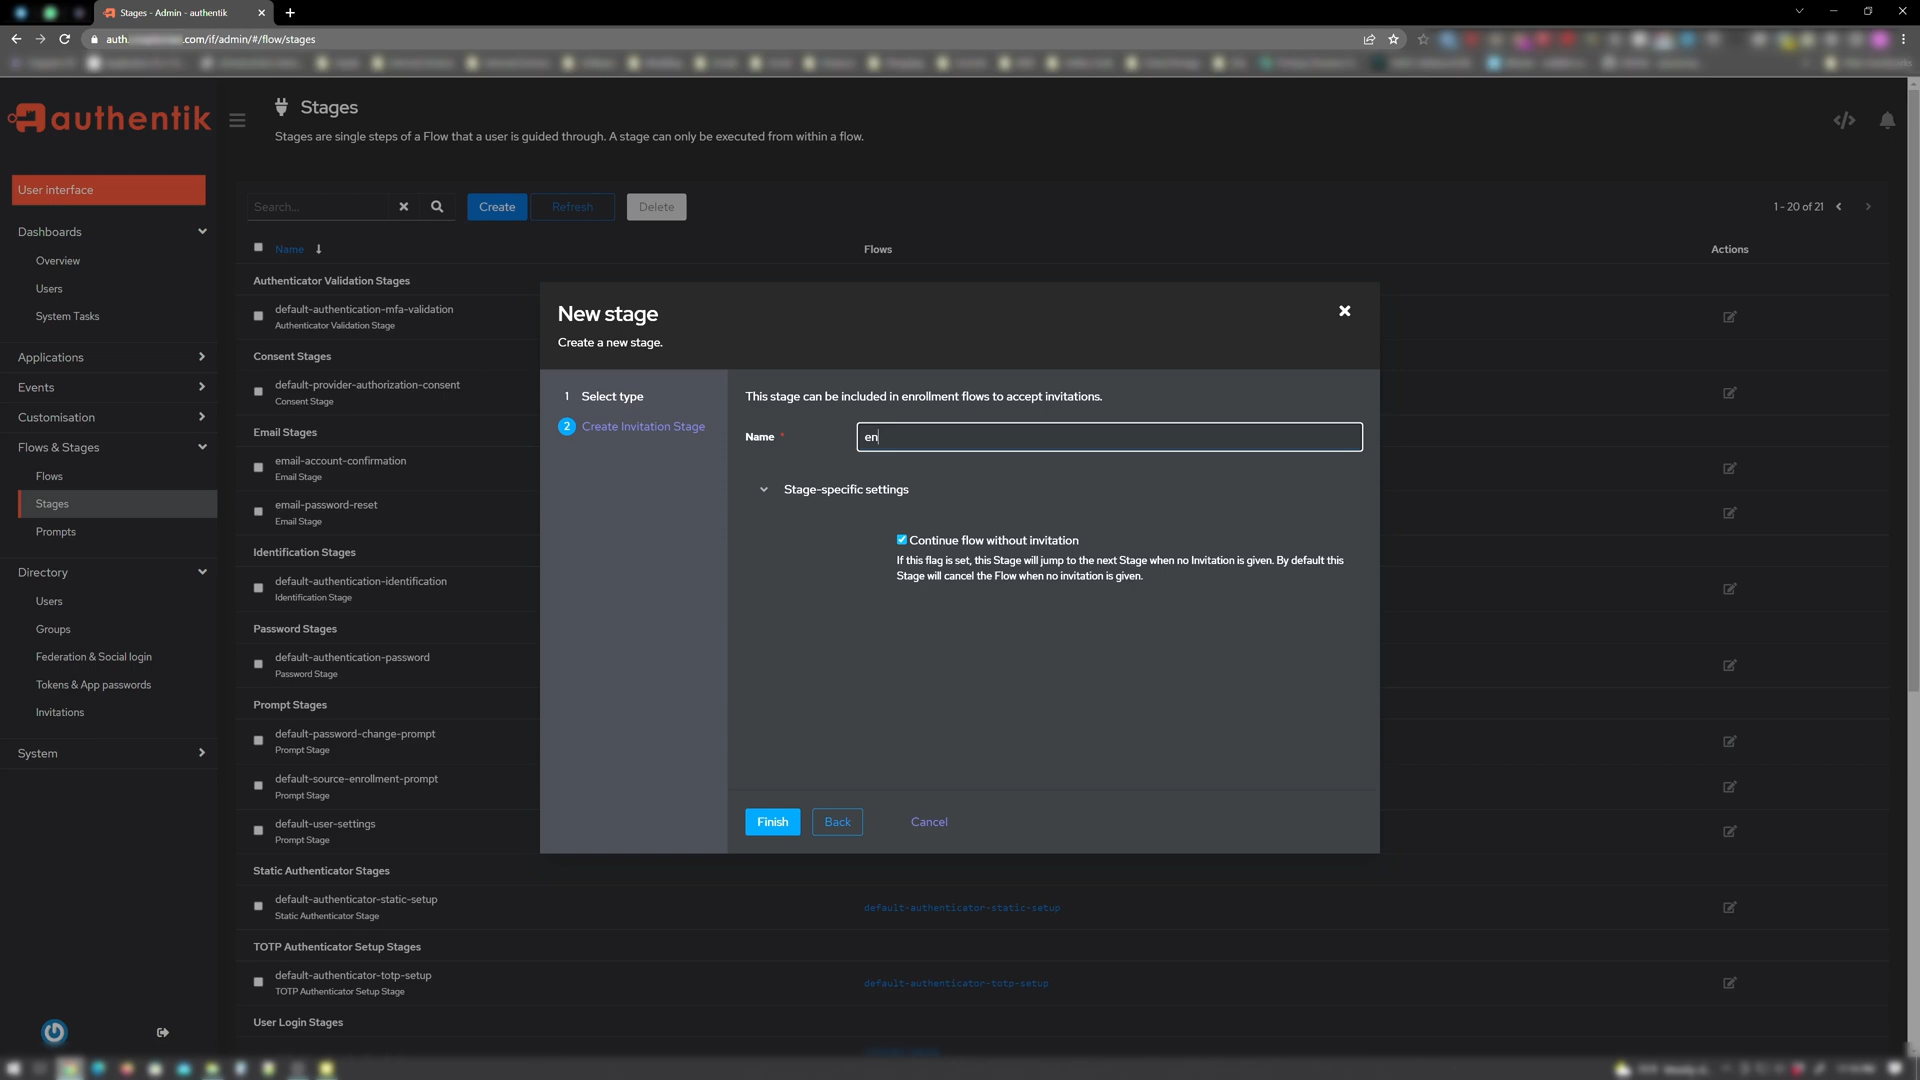 Stages - Admin - authentik
auth.
.com/if/admin/#/flow/stages
authentik
Stages
Stages are single steps of a Flow that a user is guided through. A stage can only be executed from within a flow.
User interface
Search...
Create
Refresh
Delete
1 - 20 of 21
Dashboards
Overview
Users
System Tasks
Applications
Events
Customisation
Flows & Stages
Flows
Stages
Prompts
Directory
Users
Groups
Federation & Social login
Tokens & App passwords
Invitations
System
Name
Flows
Actions
Authenticator Validation Stages
default-authentication-mfa-validation
Authenticator Validation Stage
Consent Stages
default-provider-authorization-consent
Consent Stage
Email Stages
email-account-confirmation
Email Stage
email-password-reset
Email Stage
Identification Stages
default-authentication-identification
Identification Stage
Password Stages
default-authentication-password
Password Stage
Prompt Stages
default-password-change-prompt
Prompt Stage
default-source-enrollment-prompt
Prompt Stage
default-user-settings
Prompt Stage
Static Authenticator Stages
default-authenticator-static-setup
Static Authenticator Stage
default-authenticator-static-setup
TOTP Authenticator Setup Stages
default-authenticator-totp-setup
TOTP Authenticator Setup Stage
default-authenticator-totp-setup
User Login Stages
New stage
Create a new stage.
1 Select type
2 Create Invitation Stage
This stage can be included in enrollment flows to accept invitations.
Name *
en
Stage-specific settings
Continue flow without invitation
If this flag is set, this Stage will jump to the next Stage when no Invitation is given. By default this
Stage will cancel the Flow when no invitation is given.
Finish
Back
Cancel